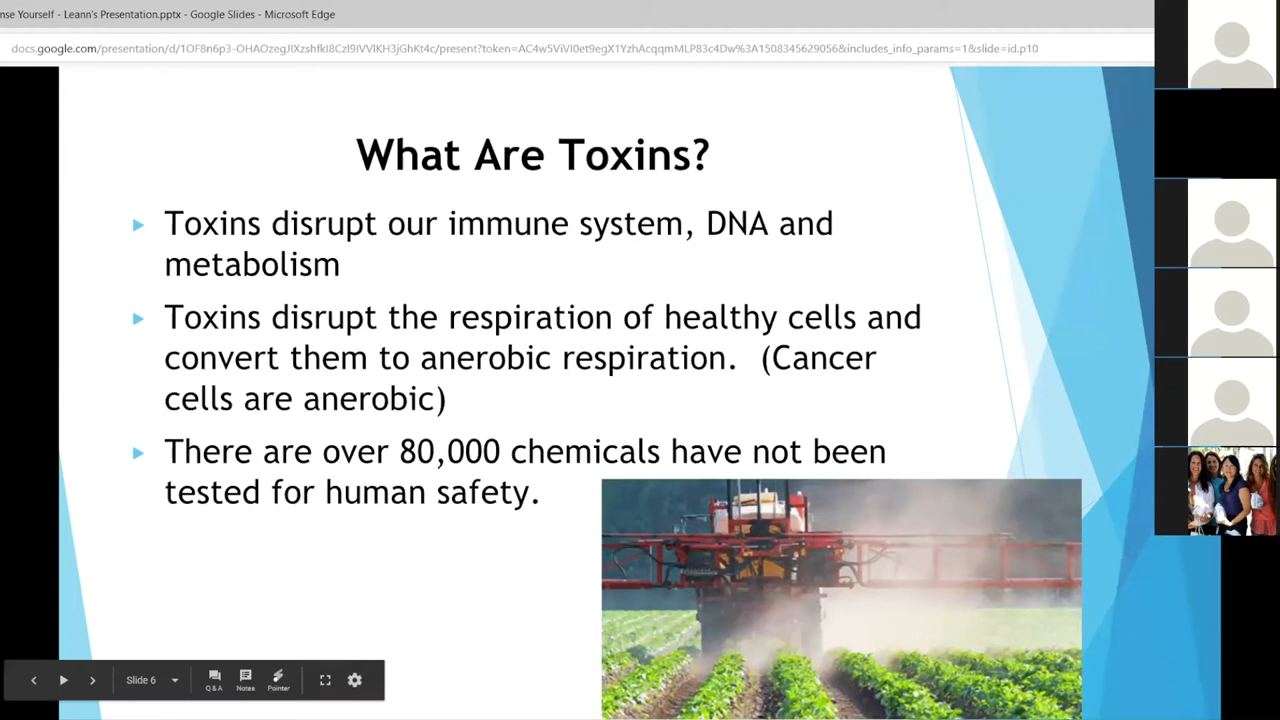 nse Yourself - Leann's Presentation.pptx - Google Slides - Microsoft Edge
docs.google.com/presentation/d/1OF8n6p3-OHAOzegJIXzshfkI8Czl9IVVlKH3jGhKt4c/present?token=AC4w5ViVI0et9egX1YzhAcqqmMLP83c4Dw%3A1508345629056&includes_info_params=1&slide=id.p10
What Are Toxins?
Toxins disrupt our immune system, DNA and
metabolism
Toxins disrupt the respiration of healthy cells and
convert them to anerobic respiration. (Cancer
cells are anerobic)
There are over 80,000 chemicals have not been
tested for human safety.
Slide 6
Q & A
Notes
Pointer